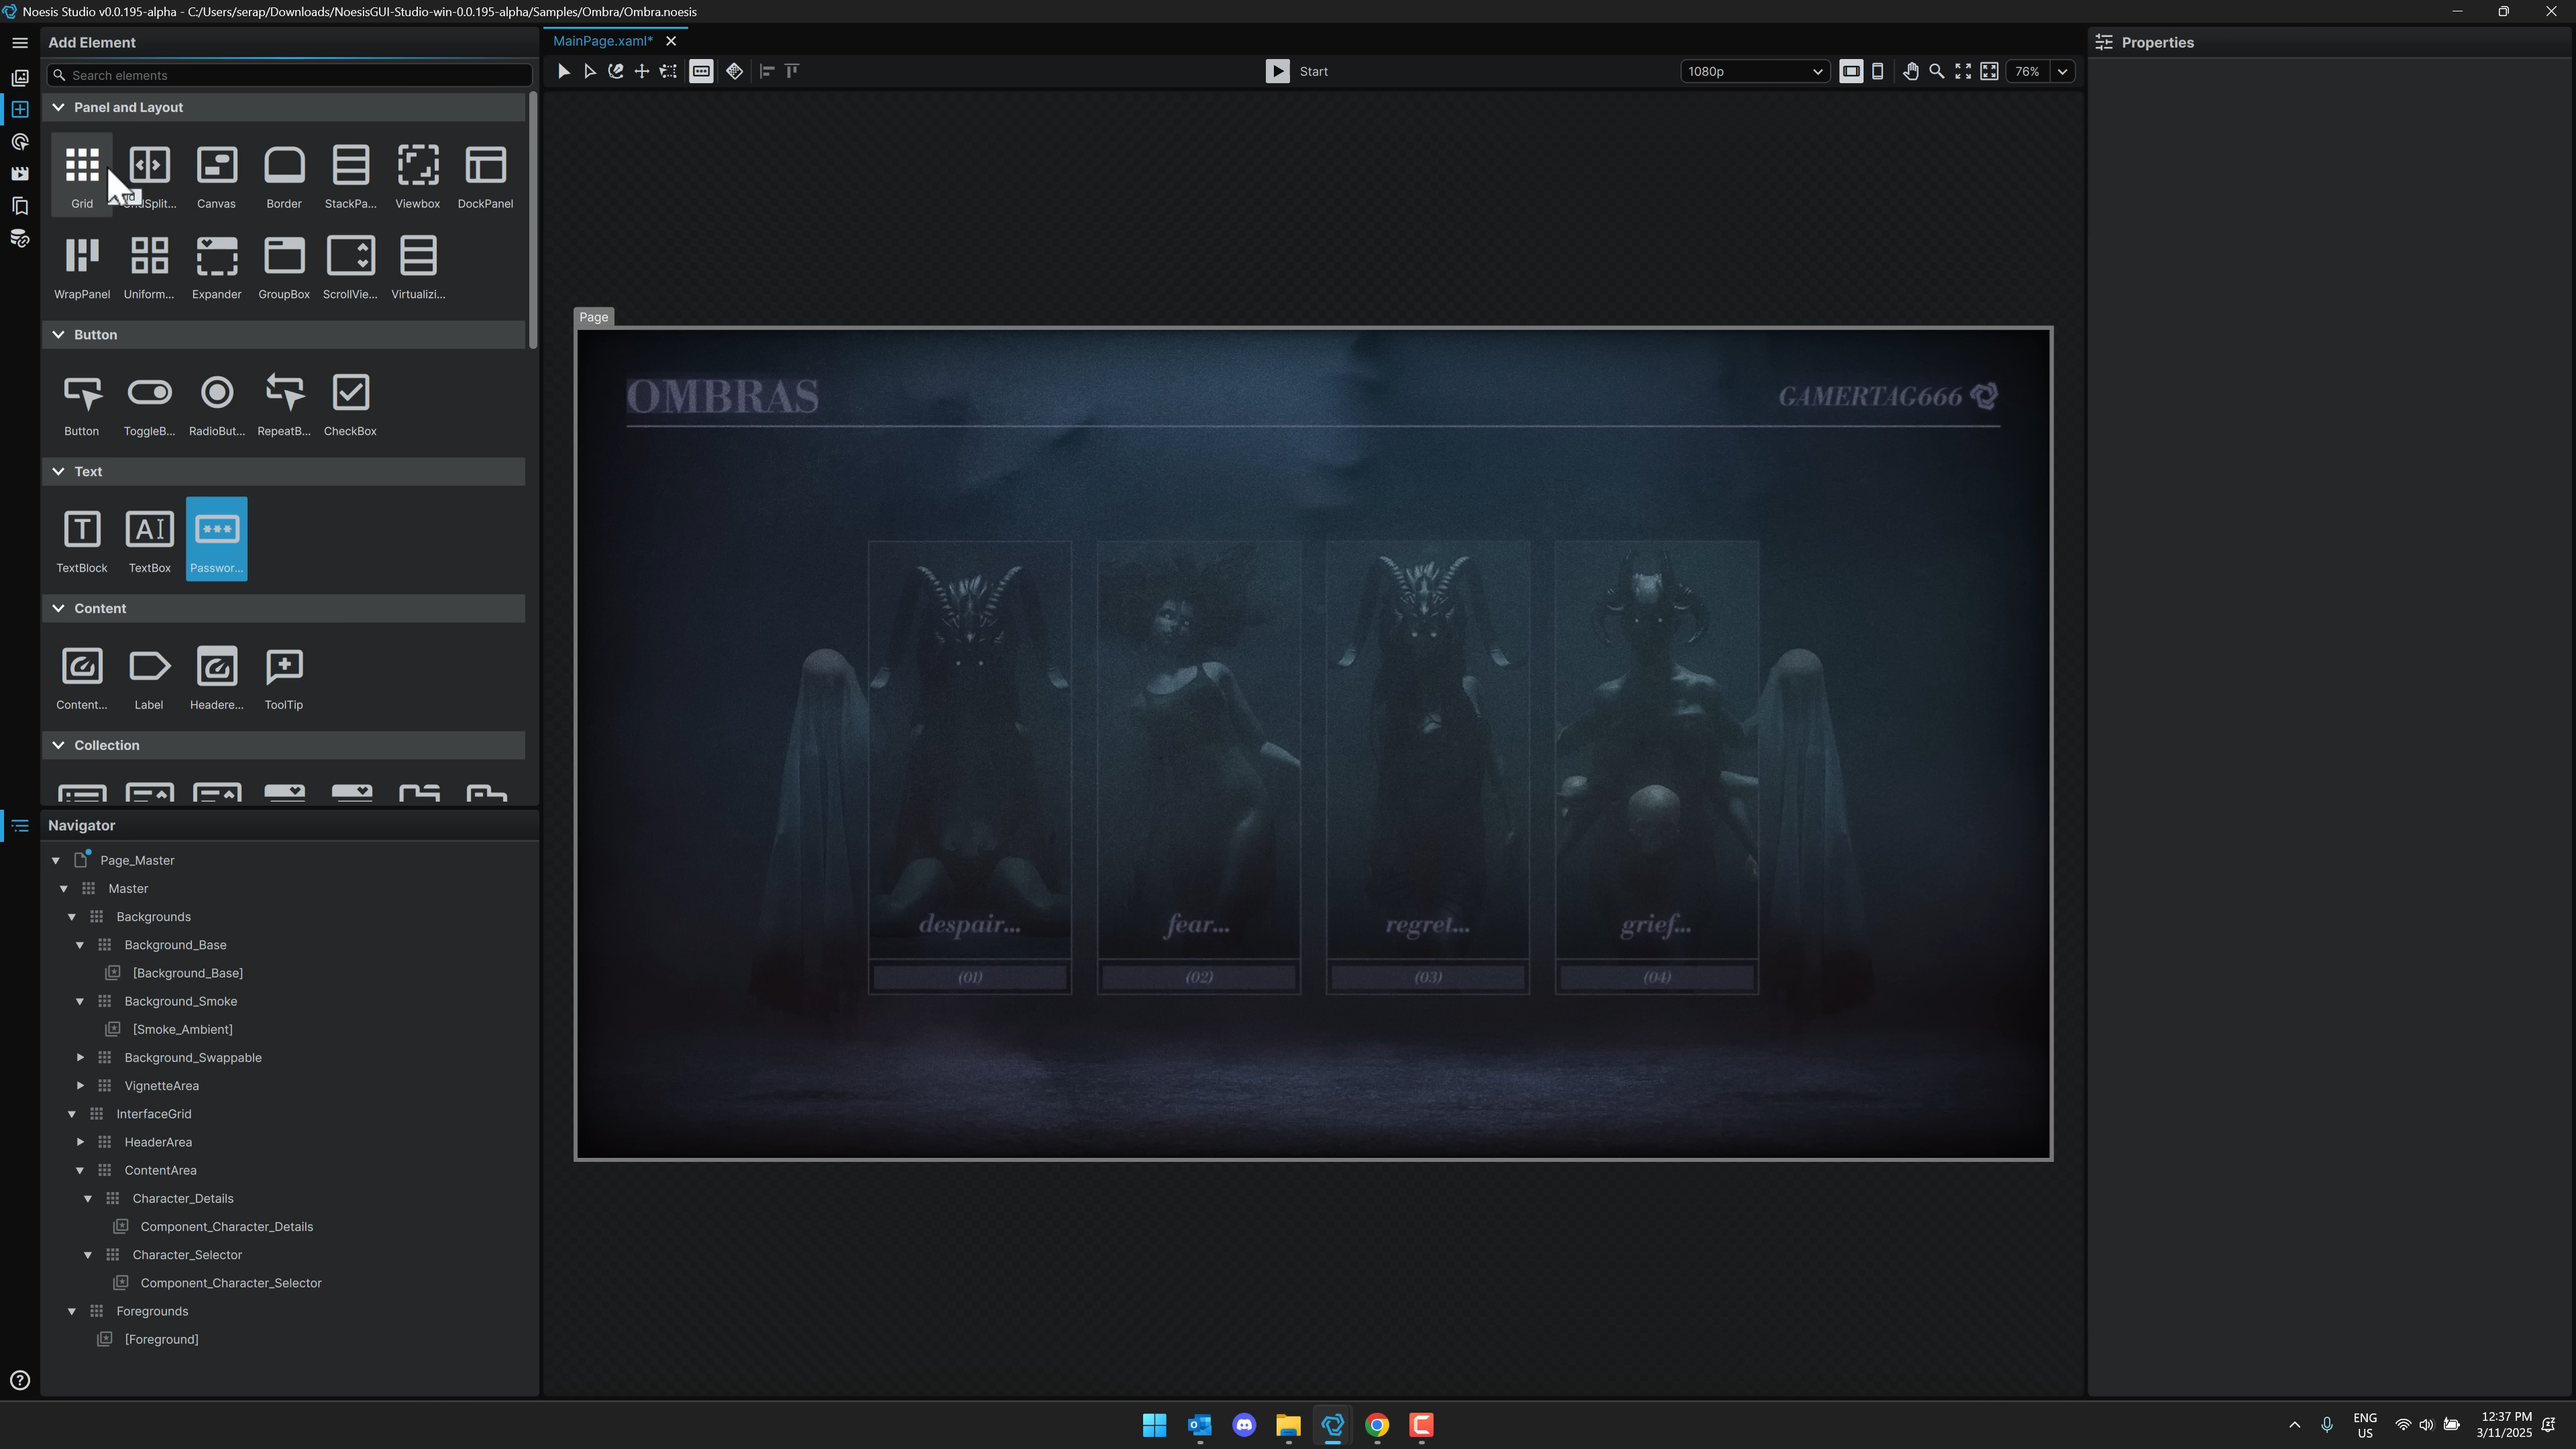 Noesis Studio v0.0.195-alpha - C:/Users/serap/Downloads/NoesisGUI-Studio-win-0.0.195-alpha/Samples/Ombra/Ombra.noesis
Add Element
MainPage.xaml*
Properties
Search elements
Start
1080p
76%
Panel and Layout
Grid
Canvas
Border
StackPa...
Viewbox
DockPanel
WrapPanel
Uniform...
Expander
GroupBox
ScrollVie...
Virtualizi...
Button
Button
ToggleB...
RadioBut...
RepeatB...
CheckBox
Text
TextBlock
TextBox
Passwor...
Content
Content...
Label
Headere...
ToolTip
Collection
Page
OMBRAS
GAMERTAG666
despair...
fear...
regret...
grief...
(01)
(02)
(03)
(04)
Navigator
Page_Master
Master
Backgrounds
Background_Base
[Background_Base]
Background_Smoke
[Smoke_Ambient]
Background_Swappable
VignetteArea
InterfaceGrid
HeaderArea
ContentArea
Character_Details
Component_Character_Details
Character_Selector
Component_Character_Selector
Foregrounds
[Foreground]
ENG
US
12:37 PM
3/11/2025